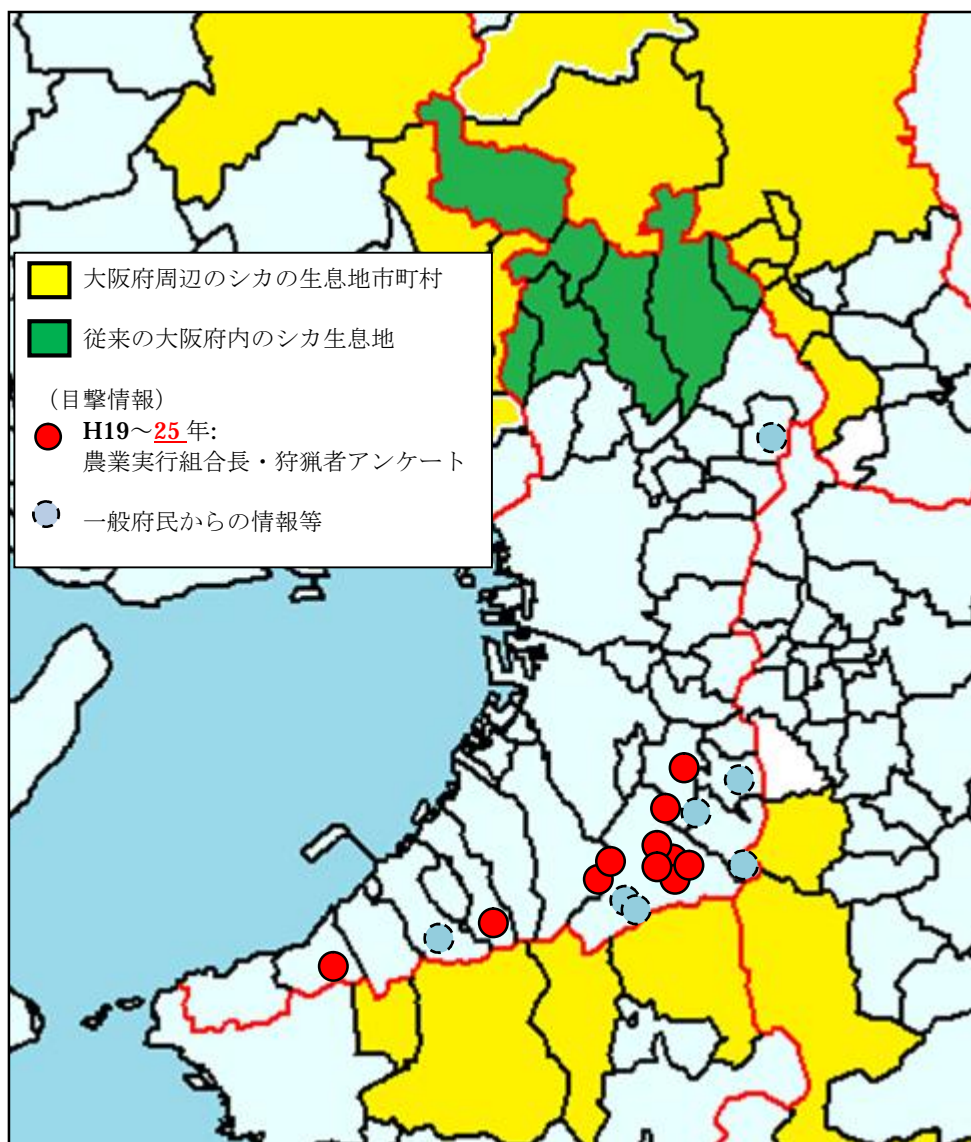 大阪府周辺のシカの生息地市町村
従来の大阪府内のシカ生息地
（目撃情報）
H19～25 年:
農業実行組合長・狩猟者アンケート
一般府民からの情報等